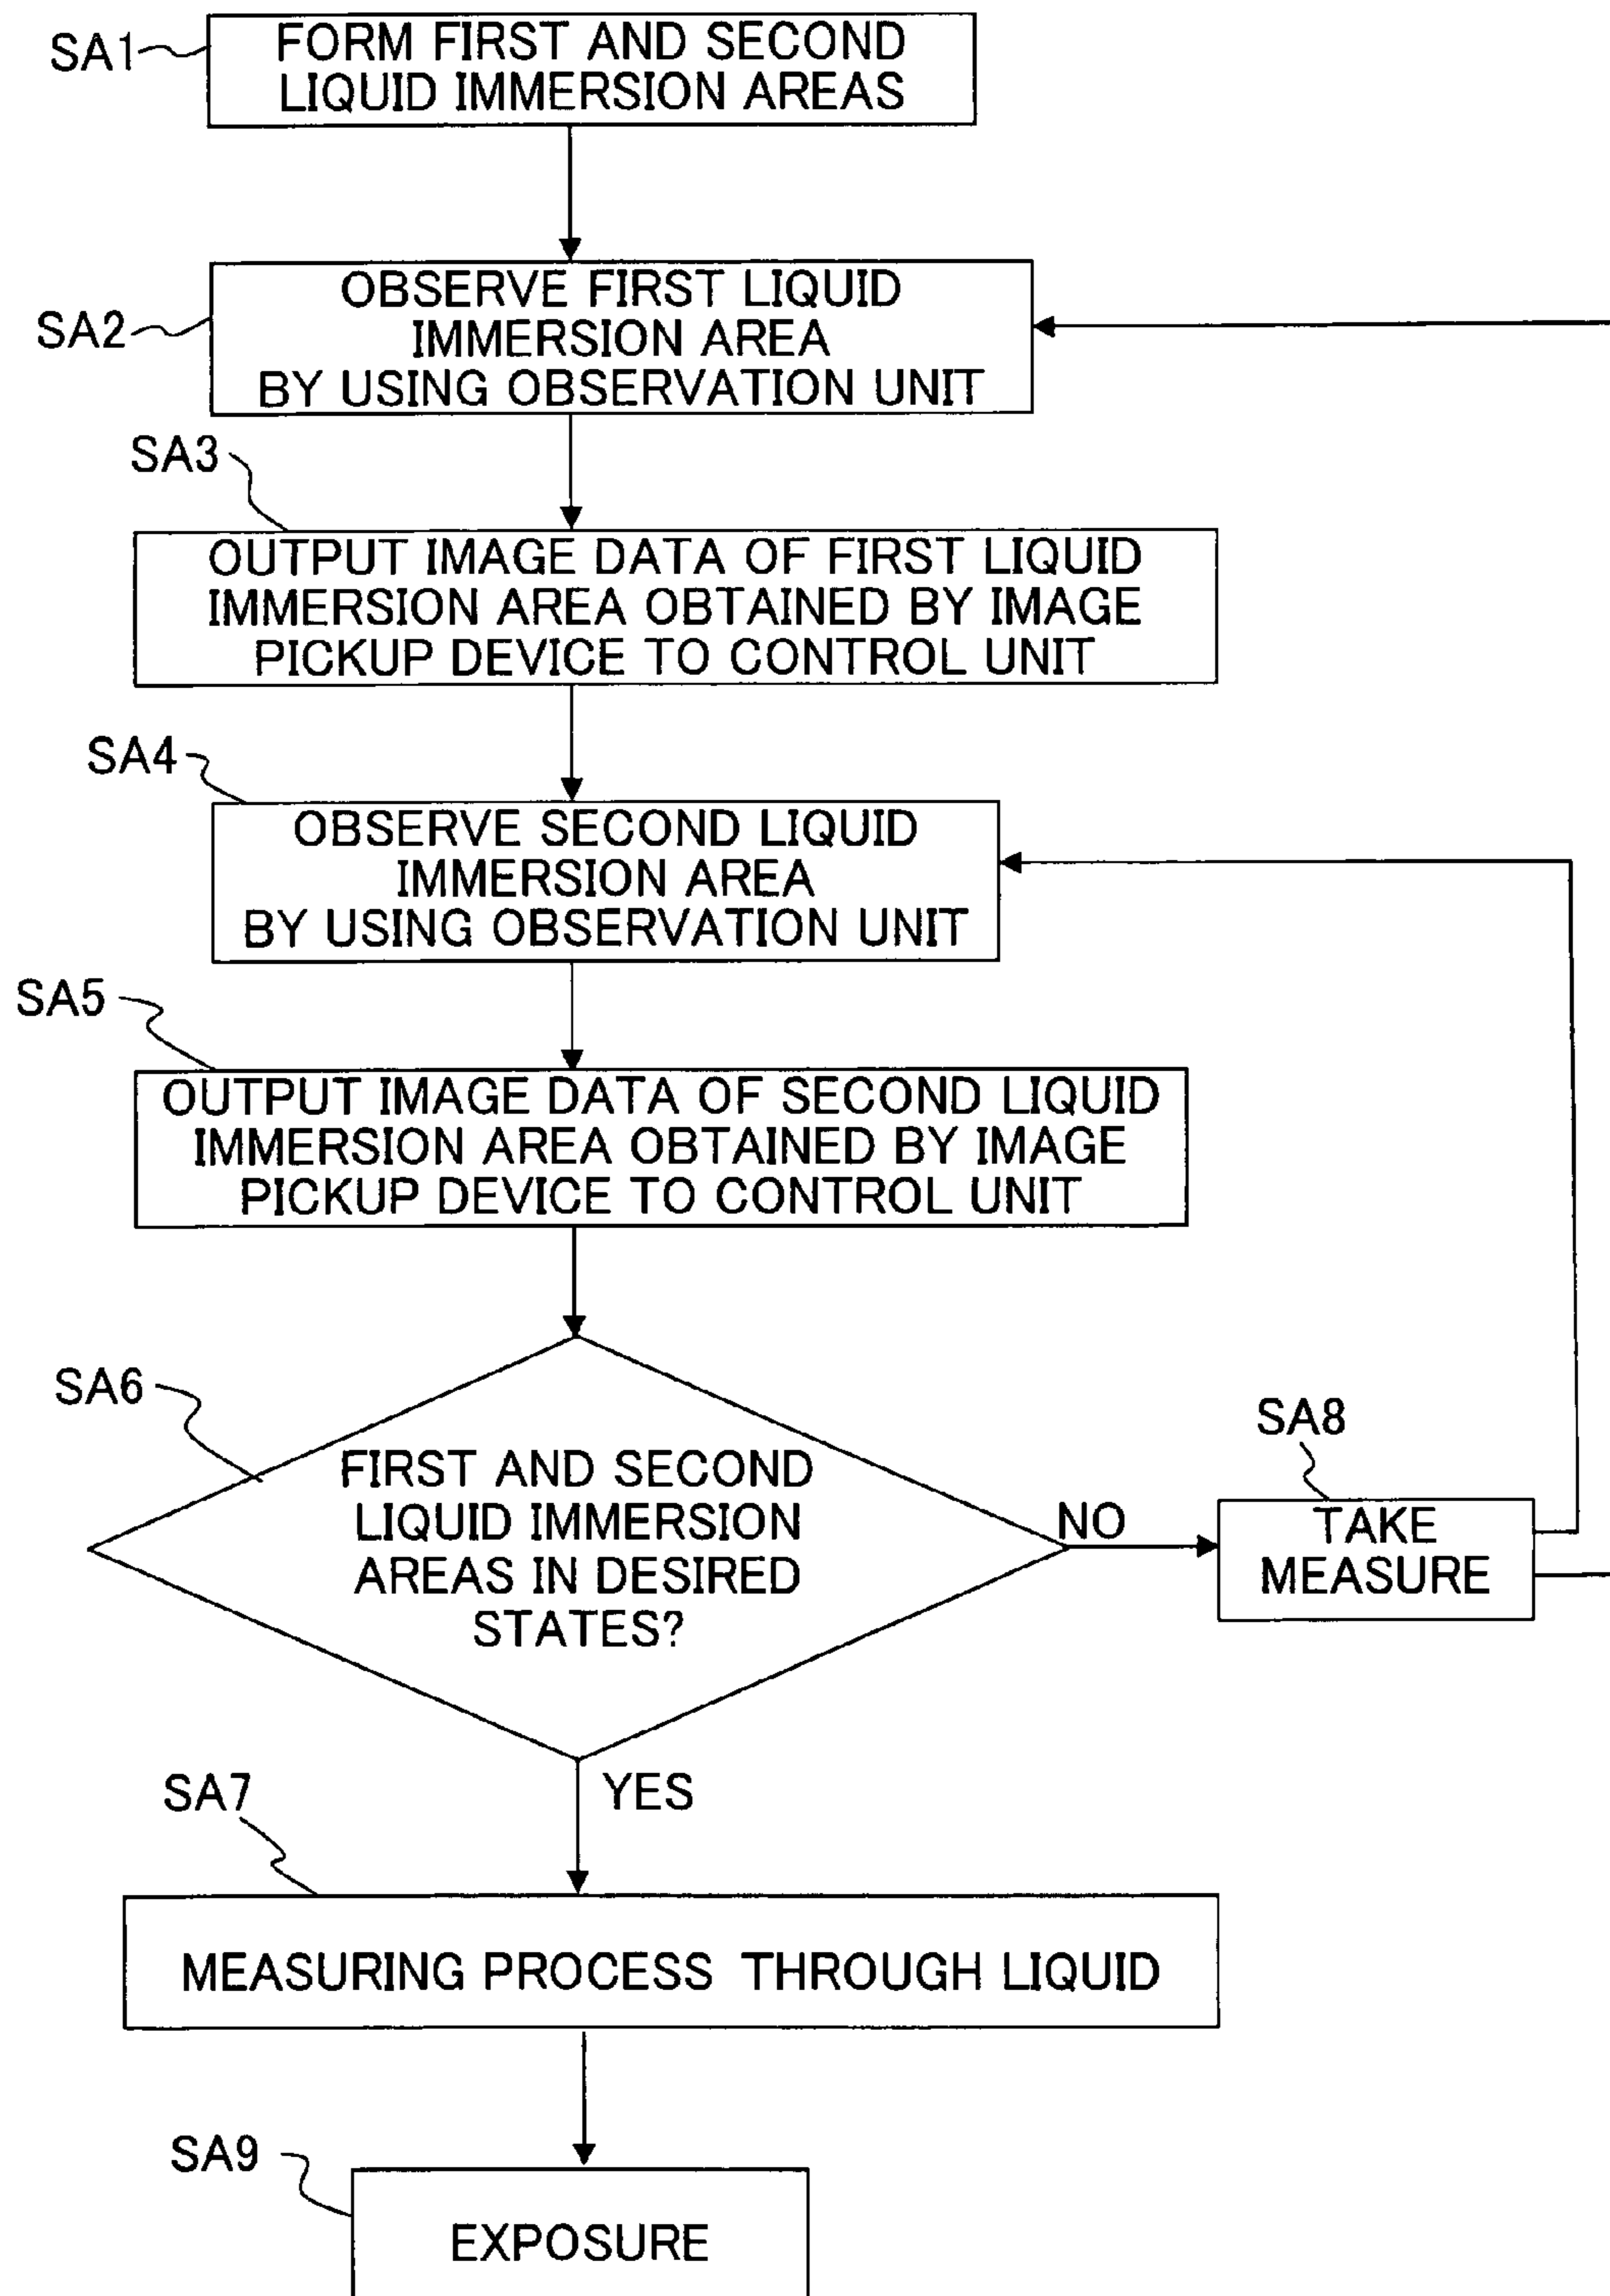 SA1
FORM FIRST AND SECOND
LIQUID IMMERSION AREAS
SA2
OBSERVE FIRST LIQUID
IMMERSION AREA
BY USING OBSERVATION UNIT
SA3
OUTPUT IMAGE DATA OF FIRST LIQUID
IMMERSION AREA OBTAINED BY IMAGE
PICKUP DEVICE TO CONTROL UNIT
SA4
OBSERVE SECOND LIQUID
IMMERSION AREA
BY USING OBSERVATION UNIT
SA5
OUTPUT IMAGE DATA OF SECOND LIQUID
IMMERSION AREA OBTAINED BY IMAGE
PICKUP DEVICE TO CONTROL UNIT
SA6
FIRST AND SECOND
LIQUID IMMERSION
AREAS IN DESIRED
STATES?
NO
SA8
TAKE
MEASURE
YES
SA7
MEASURING PROCESS THROUGH LIQUID
SA9
EXPOSURE